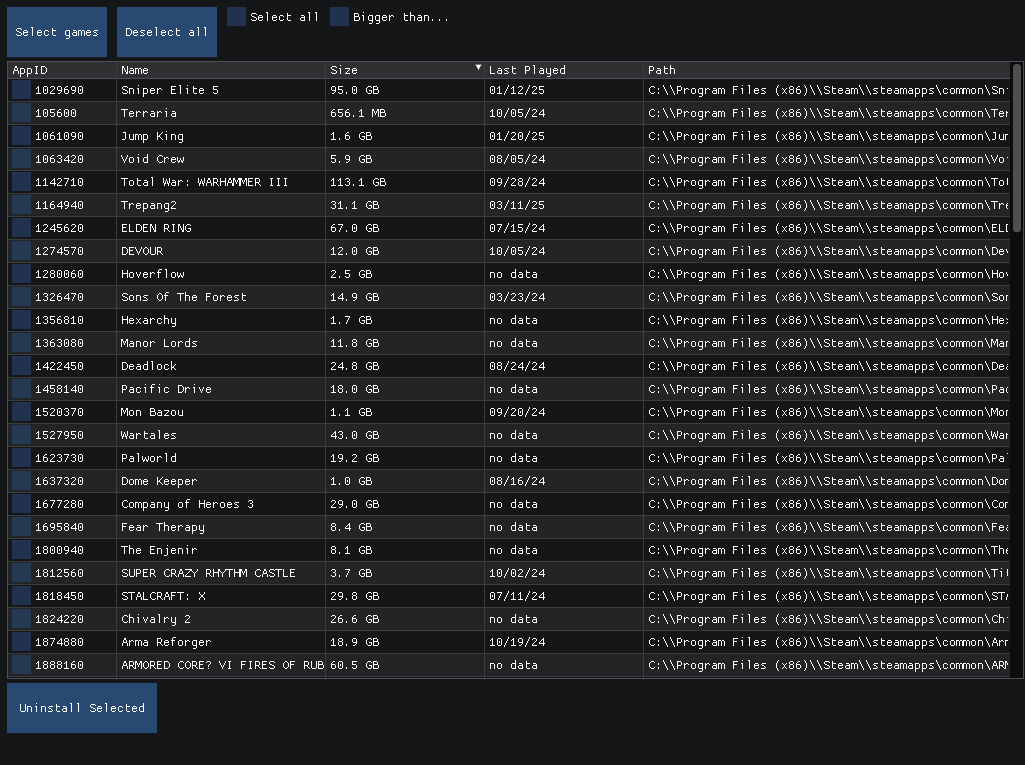 Select games Deselect all Select all Bigger than...
AppID Name Size Last Played Path
1029690 Sniper Elite 5 95.0 GB 01/12/25 C:\\Program Files (x86)\\Steam\\steamapps\common\Sni
105600 Terraria 656.1 MB 10/05/24 C:\\Program Files (x86)\\Steam\\steamapps\common\Ter
1061090 Jump King 1.6 GB 01/20/25 C:\\Program Files (x86)\\Steam\\steamapps\common\Jum
1063420 Void Crew 5.9 GB 08/05/24 C:\\Program Files (x86)\\Steam\\steamapps\common\Voi
1142710 Total War: WARHAMMER III 113.1 GB 09/28/24 C:\\Program Files (x86)\\Steam\\steamapps\common\Tot
1164940 Trepang2 31.1 GB 03/11/25 C:\\Program Files (x86)\\Steam\\steamapps\common\Tre
1245620 ELDEN RING 67.0 GB 07/15/24 C:\\Program Files (x86)\\Steam\\steamapps\common\ELD
1274570 DEVOUR 12.0 GB 10/05/24 C:\\Program Files (x86)\\Steam\\steamapps\common\Dev
1280060 Hoverflow 2.5 GB no data C:\\Program Files (x86)\\Steam\\steamapps\common\Hov
1326470 Sons Of The Forest 14.9 GB 03/23/24 C:\\Program Files (x86)\\Steam\\steamapps\common\Son
1356810 Hexarchy 1.7 GB no data C:\\Program Files (x86)\\Steam\\steamapps\common\Hex
1363080 Manor Lords 11.8 GB no data C:\\Program Files (x86)\\Steam\\steamapps\common\Man
1422450 Deadlock 24.8 GB 08/24/24 C:\\Program Files (x86)\\Steam\\steamapps\common\Dea
1458140 Pacific Drive 18.0 GB no data C:\\Program Files (x86)\\Steam\\steamapps\common\Pac
1520370 Mon Bazou 1.1 GB 09/20/24 C:\\Program Files (x86)\\Steam\\steamapps\common\Mon
1527950 Wartales 43.0 GB no data C:\\Program Files (x86)\\Steam\\steamapps\common\War
1623730 Palworld 19.2 GB no data C:\\Program Files (x86)\\Steam\\steamapps\common\Pal
1637320 Dome Keeper 1.0 GB 08/16/24 C:\\Program Files (x86)\\Steam\\steamapps\common\Dom
1677280 Company of Heroes 3 29.0 GB no data C:\\Program Files (x86)\\Steam\\steamapps\common\Com
1695840 Fear Therapy 8.4 GB no data C:\\Program Files (x86)\\Steam\\steamapps\common\Fea
1800940 The Enjenir 8.1 GB no data C:\\Program Files (x86)\\Steam\\steamapps\common\The
1812560 SUPER CRAZY RHYTHM CASTLE 3.7 GB 10/02/24 C:\\Program Files (x86)\\Steam\\steamapps\common\Til
1818450 STALCRAFT: X 29.8 GB 07/11/24 C:\\Program Files (x86)\\Steam\\steamapps\common\STA
1824220 Chivalry 2 26.6 GB no data C:\\Program Files (x86)\\Steam\\steamapps\common\Chi
1874880 Arma Reforger 18.9 GB 10/19/24 C:\\Program Files (x86)\\Steam\\steamapps\common\Arm
1888160 ARMORED CORE? VI FIRES OF RUB 60.5 GB no data C:\\Program Files (x86)\\Steam\\steamapps\common\ARM
Uninstall Selected